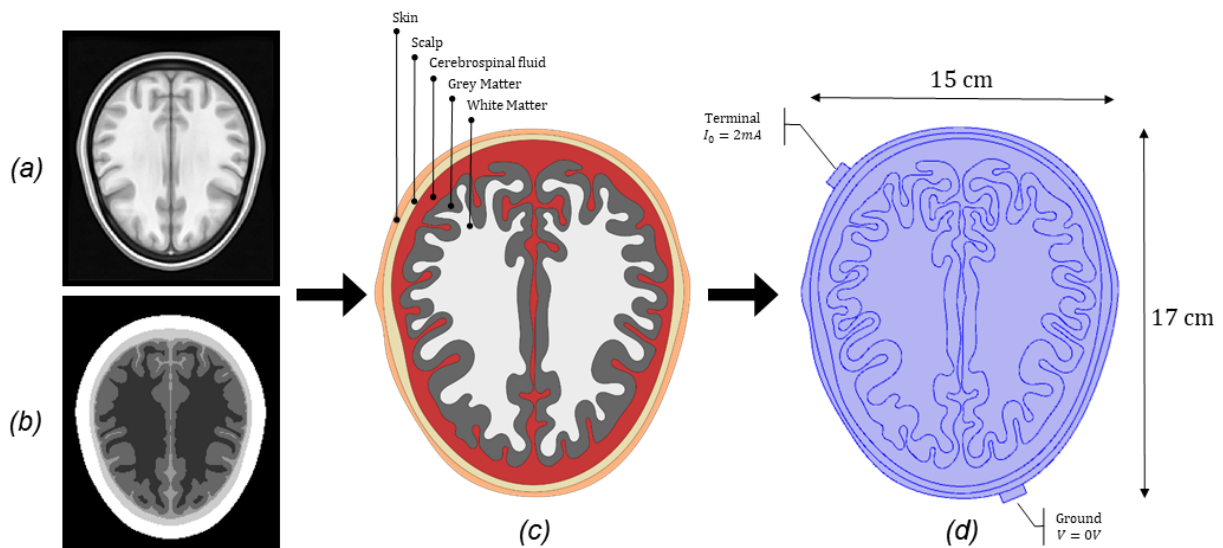 Skin
Scalp
Cerebrospinal fluid
Grey Matter
White Matter
15 cm
Terminal
I₀ = 2mA
(a)
17 cm
(b)
(c)
(d)
Ground
V = 0V